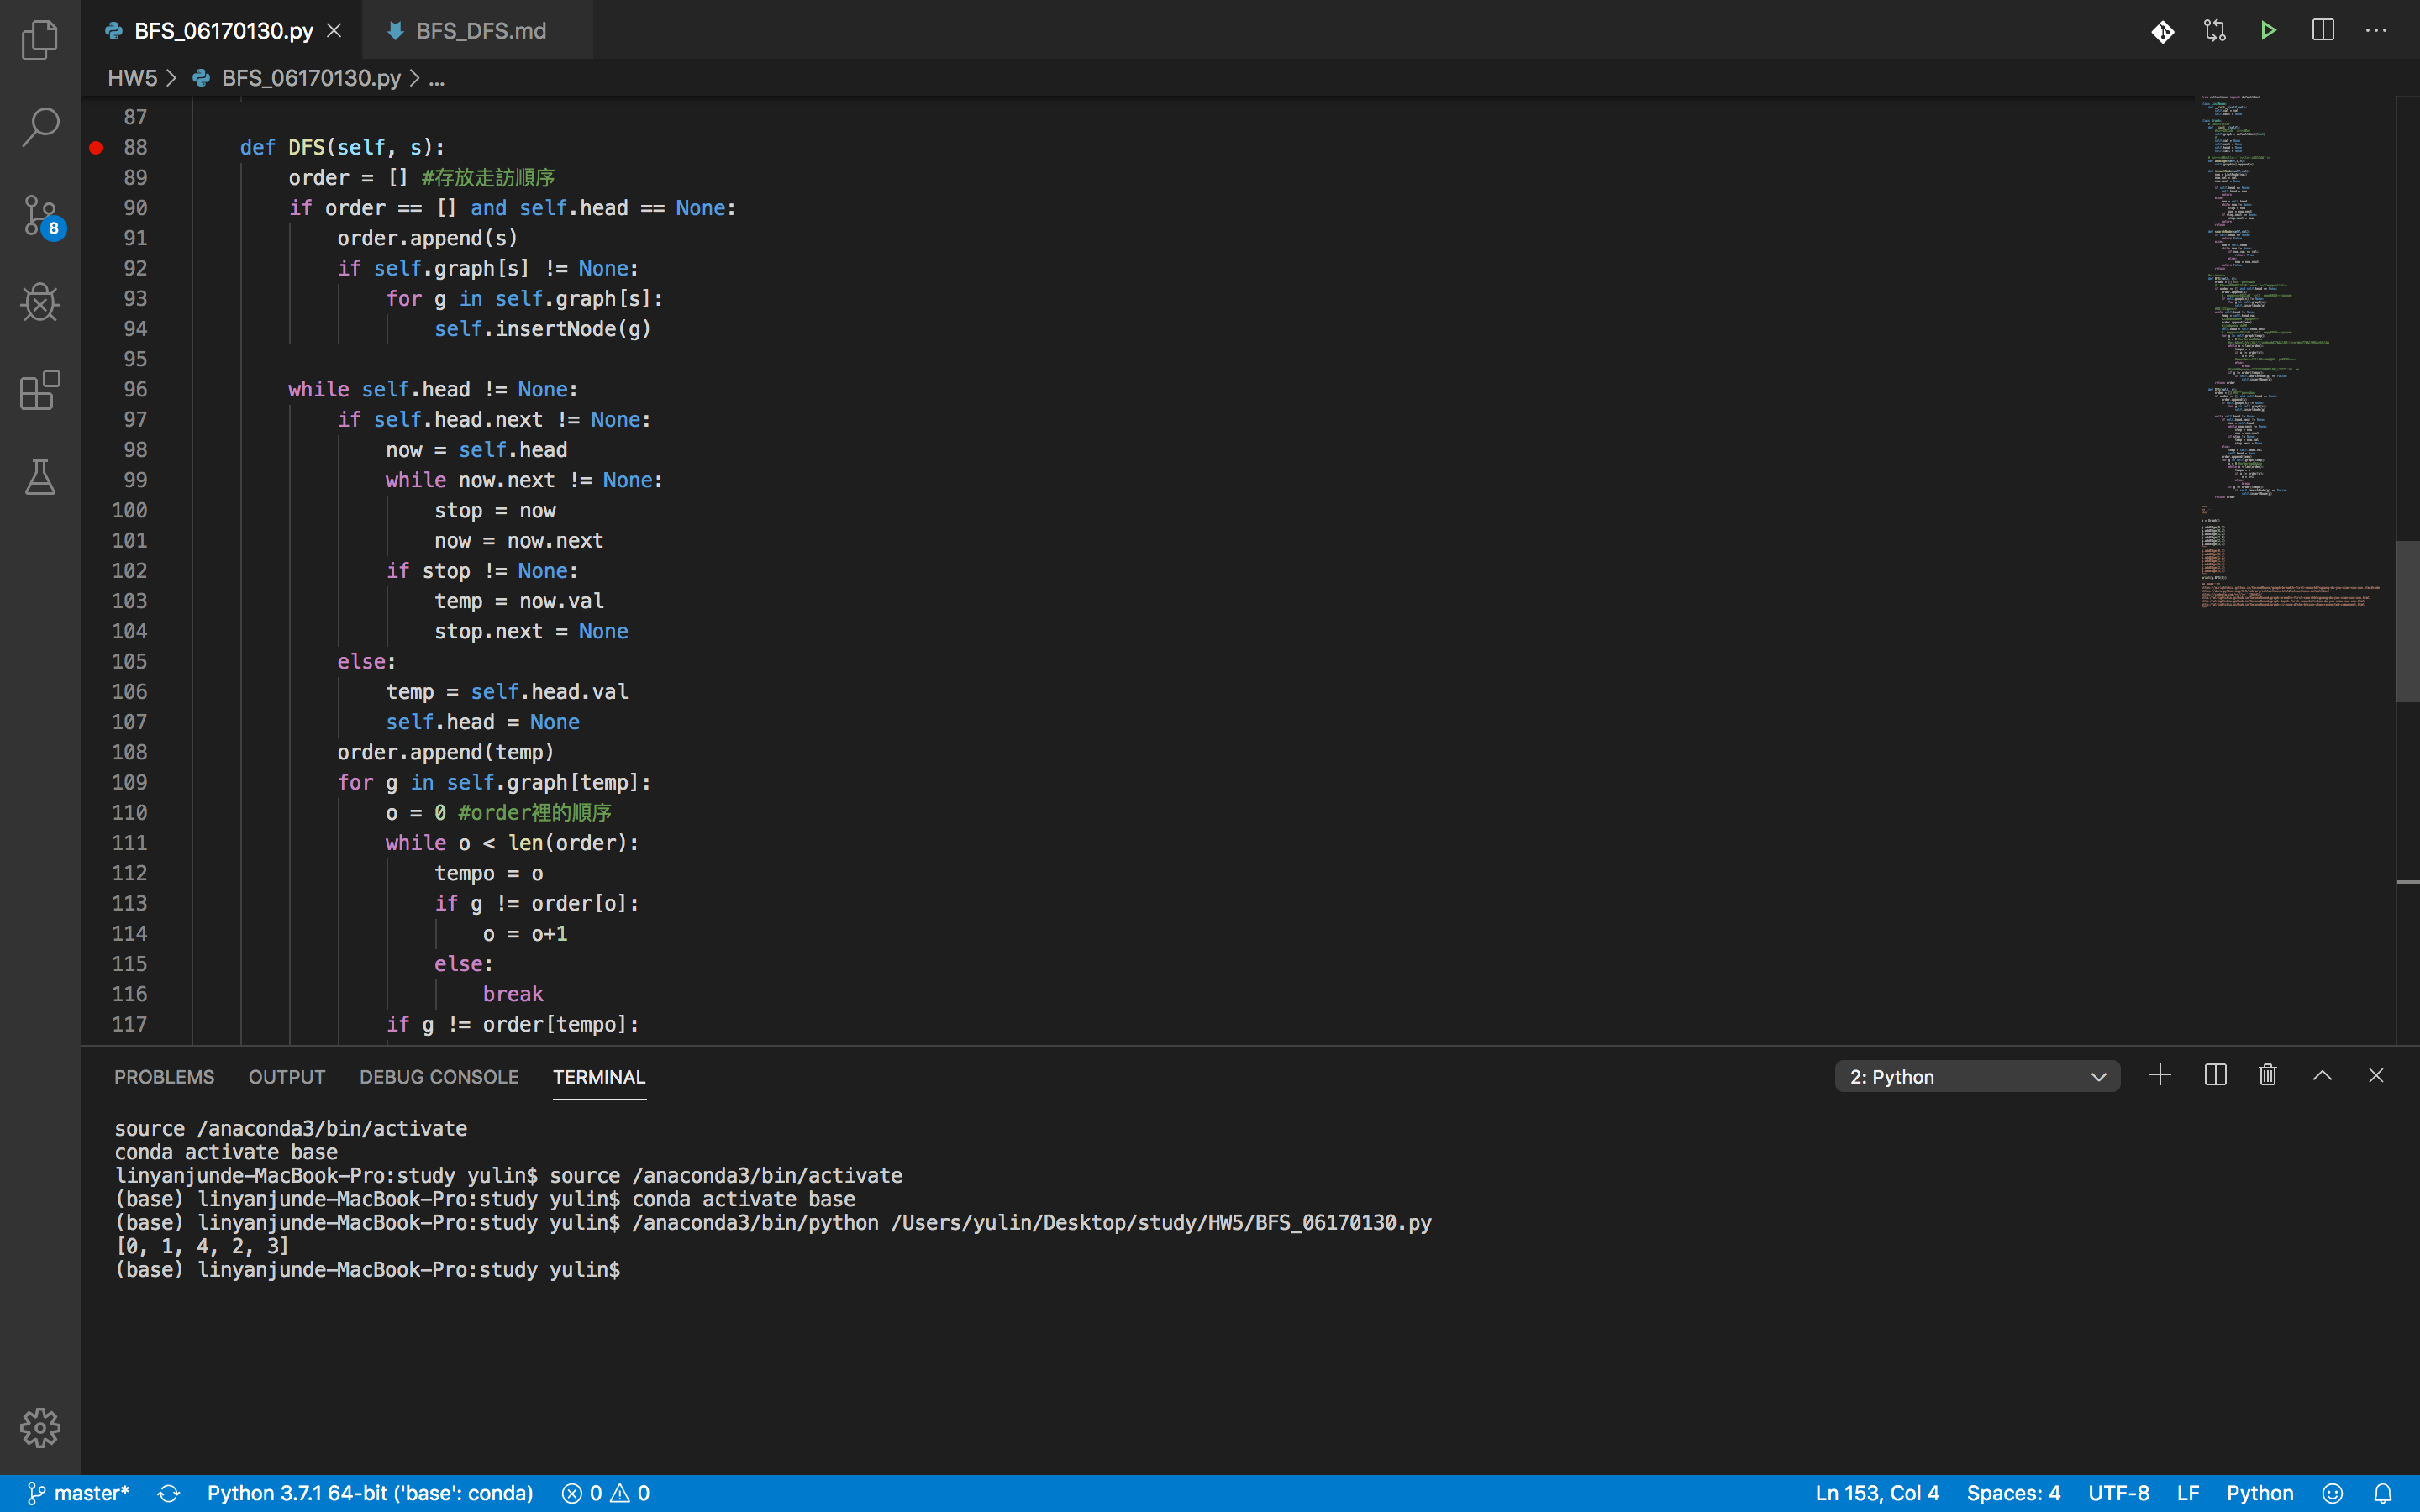 BFS_06170130.py
BFS_DFS.md
HW5 > BFS_06170130.py > ...
8
87
88 def DFS(self, s):
89 order = [] #存放走訪順序
90 if order == [] and self.head == None:
91 order.append(s)
92 if self.graph[s] != None:
93 for g in self.graph[s]:
94 self.insertNode(g)
95
96 while self.head != None:
97 if self.head.next != None:
98 now = self.head
99 while now.next != None:
100 stop = now
101 now = now.next
102 if stop != None:
103 temp = now.val
104 stop.next = None
105 else:
106 temp = self.head.val
107 self.head = None
108 order.append(temp)
109 for g in self.graph[temp]:
110 o = 0 #order裡的順序
111 while o < len(order):
112 tempo = o
113 if g != order[o]:
114 o = o+1
115 else:
116 break
117 if g != order[tempo]:
PROBLEMS OUTPUT DEBUG CONSOLE TERMINAL 2: Python
source /anaconda3/bin/activate
conda activate base
linyanjunde-MacBook-Pro:study yulin$ source /anaconda3/bin/activate
(base) linyanjunde-MacBook-Pro:study yulin$ conda activate base
(base) linyanjunde-MacBook-Pro:study yulin$ /anaconda3/bin/python /Users/yulin/Desktop/study/HW5/BFS_06170130.py
[0, 1, 4, 2, 3]
(base) linyanjunde-MacBook-Pro:study yulin$
master* Python 3.7.1 64-bit ('base': conda) 0 0 Ln 153, Col 4 Spaces: 4 UTF-8 LF Python